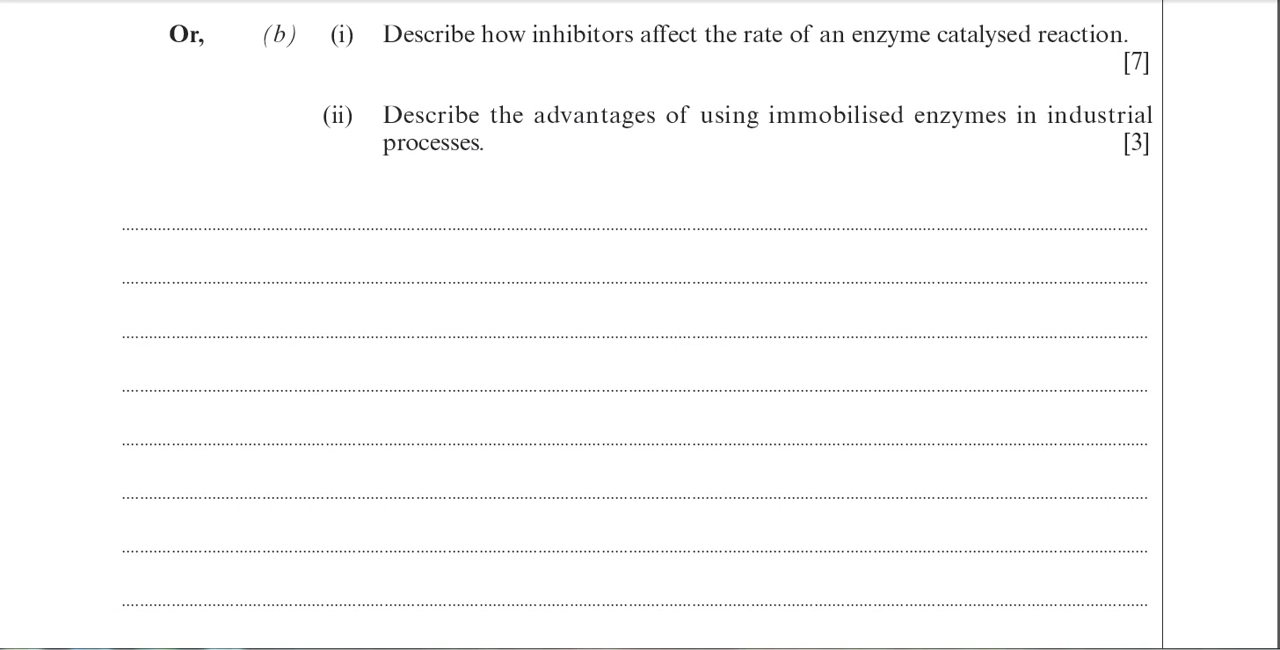 Or, (b) (i) Describe how inhibitors affect the rate of an enzyme catalysed reaction.
[7]
(ii) Describe the advantages of using immobilised enzymes in industrial
processes. [3]